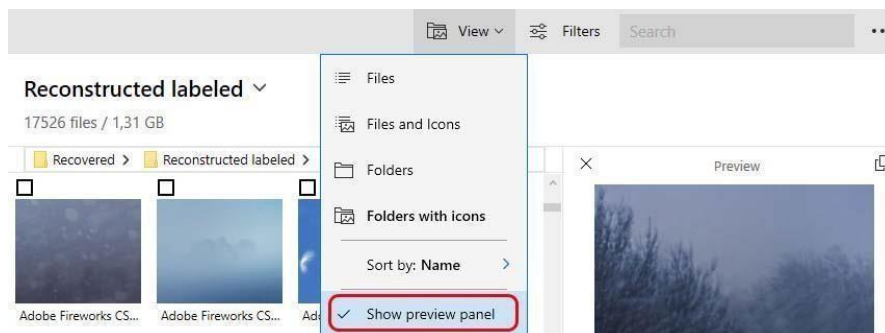 View
Filters
Search
Reconstructed labeled
17526 files / 1,31 GB
Recovered > Reconstructed labeled >
Files
Files and Icons
Folders
Folders with icons
Sort by: Name >
Show preview panel
Preview
Adobe Fireworks CS...
Adobe Fireworks CS...
Ad